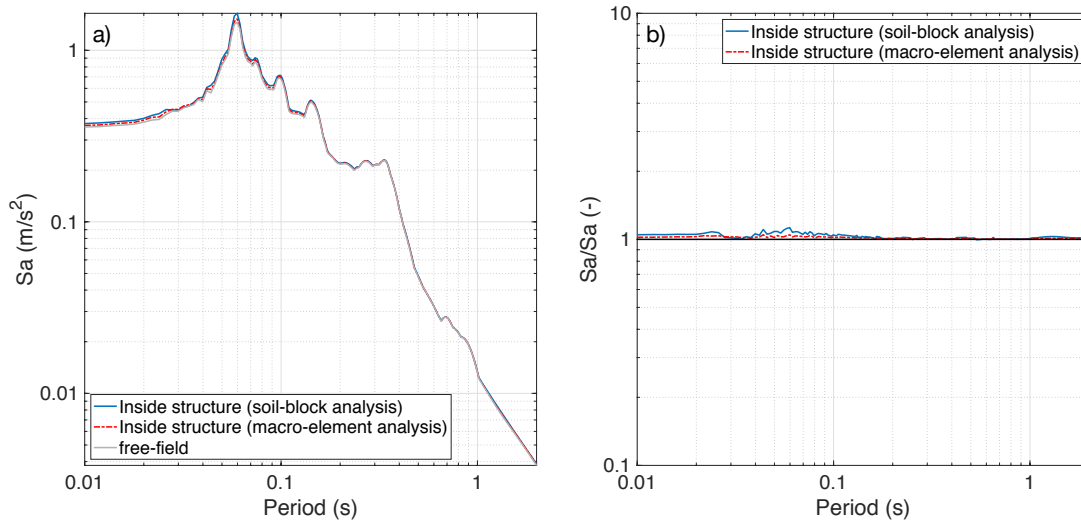 a)
1
0.1
0.01
Sa (m/s²)
Inside structure (soil-block analysis)
Inside structure (macro-element analysis)
free-field
0.01
0.1
1
Period (s)
b)
10
1
0.1
Sa/Sa (-)
Inside structure (soil-block analysis)
Inside structure (macro-element analysis)
0.01
0.1
1
Period (s)